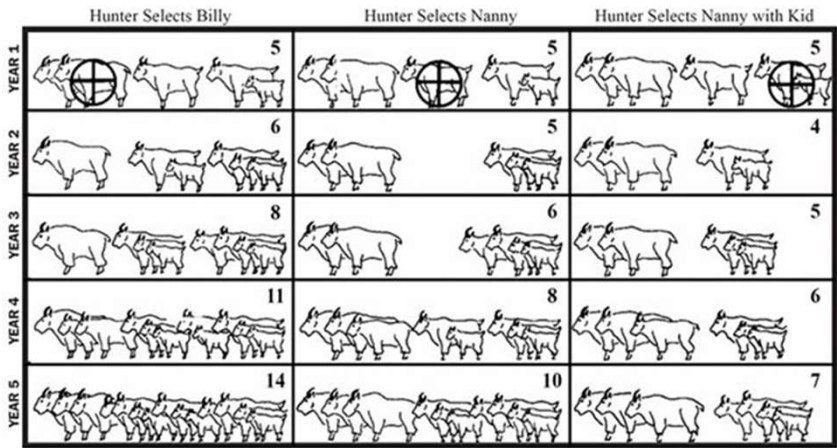 Hunter Selects Billy Hunter Selects Nanny Hunter Selects Nanny with Kid
YEAR 1 5 5 5
YEAR 2 6 5 4
YEAR 3 8 6 5
YEAR 4 11 8 6
YEAR 5 14 10 7